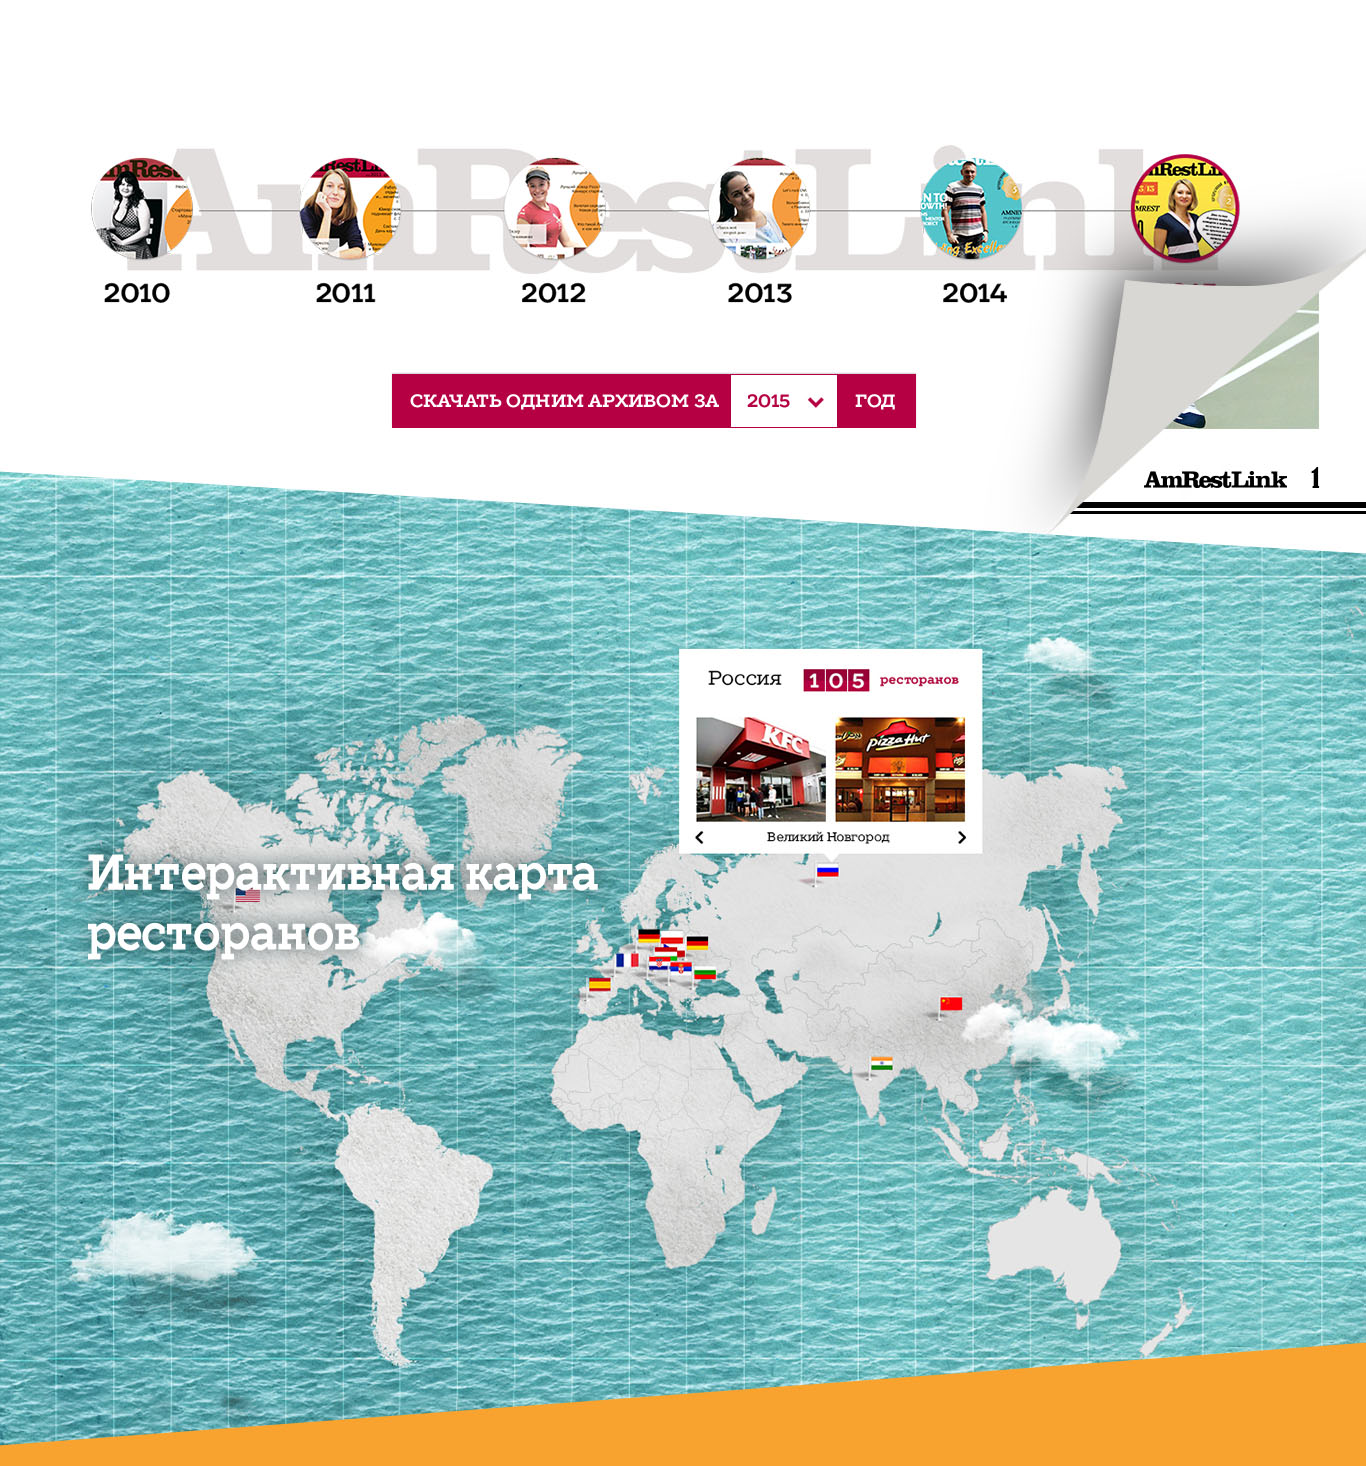 AmRestLink
2010
2011
2012
2013
2014
СКАЧАТЬ ОДНИМ АРХИВОМ ЗА 2015 ГОД
AmRestLink 1
Россия 105 ресторанов
KFC
Pizza Hut
Великий Новгород
Интерактивная карта
ресторанов